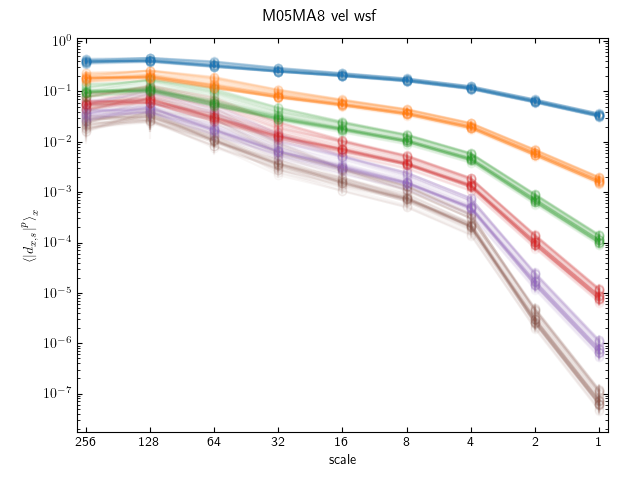 M05MA8 vel wsf
10⁰
10⁻¹
10⁻²
10⁻³
10⁻⁴
10⁻⁵
10⁻⁶
10⁻⁷
⟨|d_{x,s}|^p⟩_x
256 128 64 32 16 8 4 2 1
scale